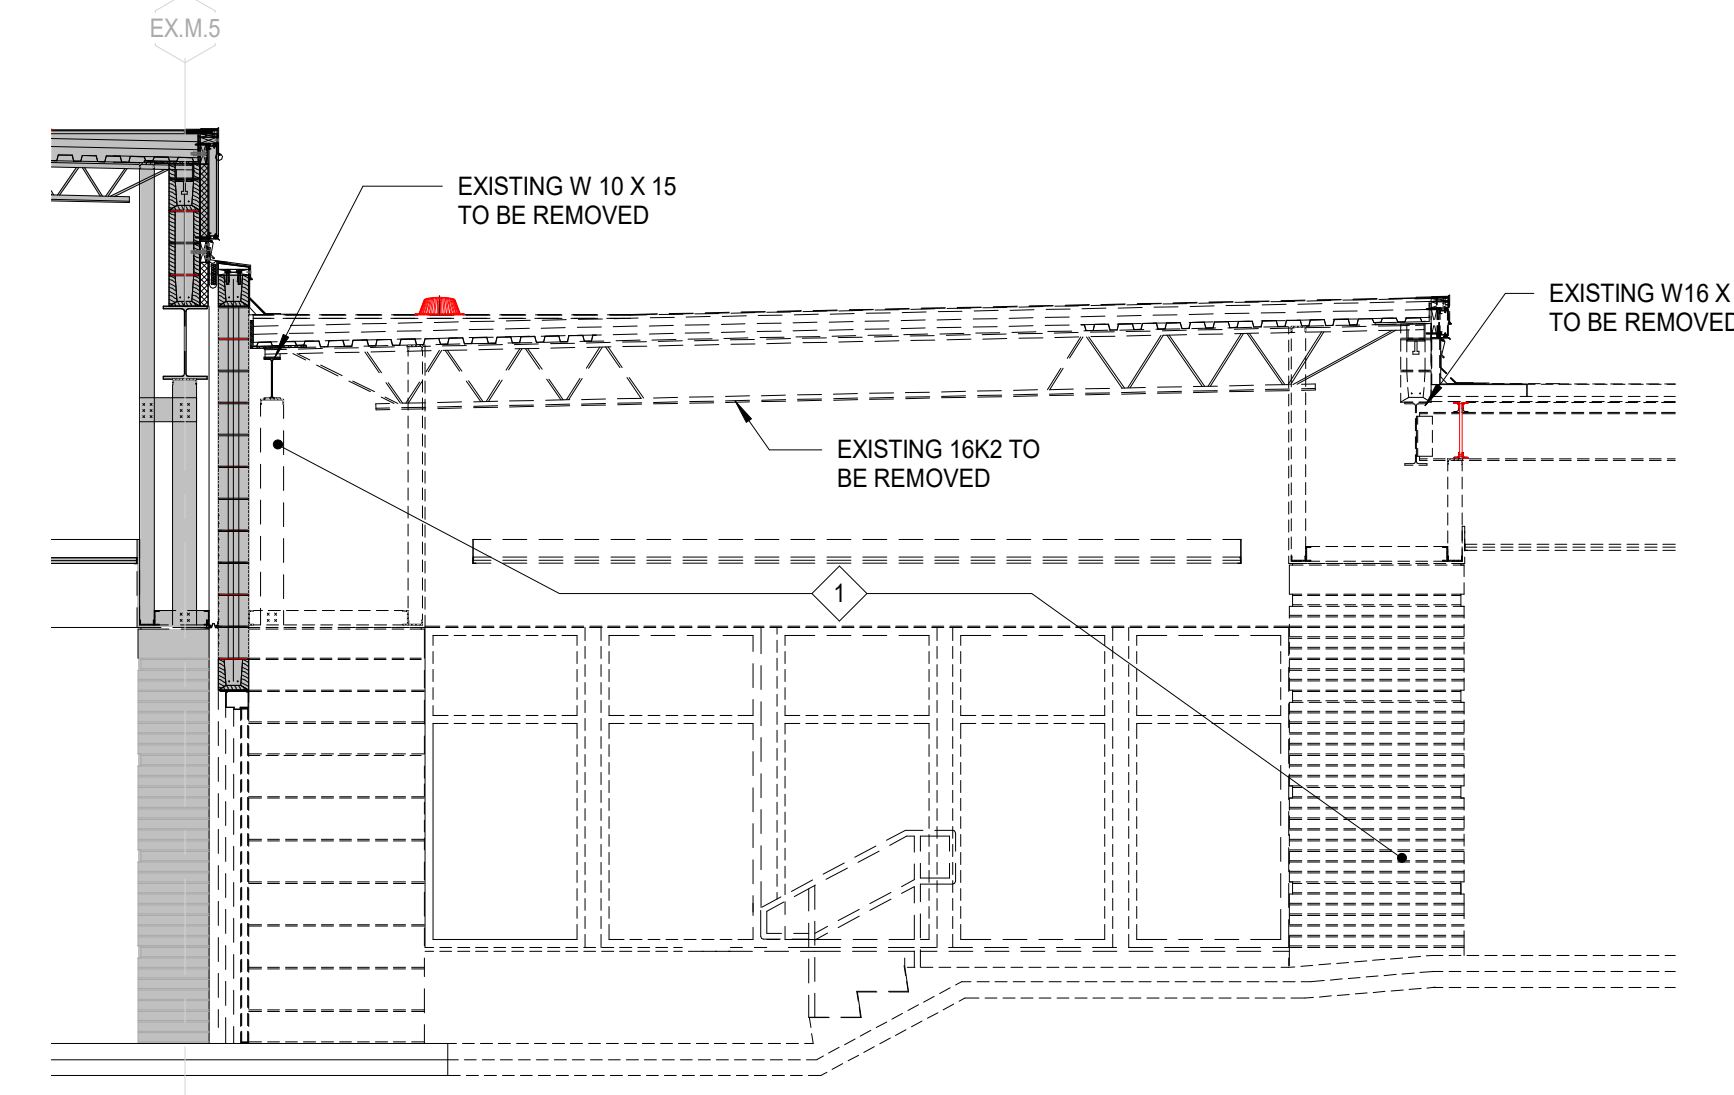 EX.M.5
EXISTING W 10 X 15
TO BE REMOVED
EXISTING W16 X
TO BE REMOVED
EXISTING 16K2 TO
BE REMOVED
1